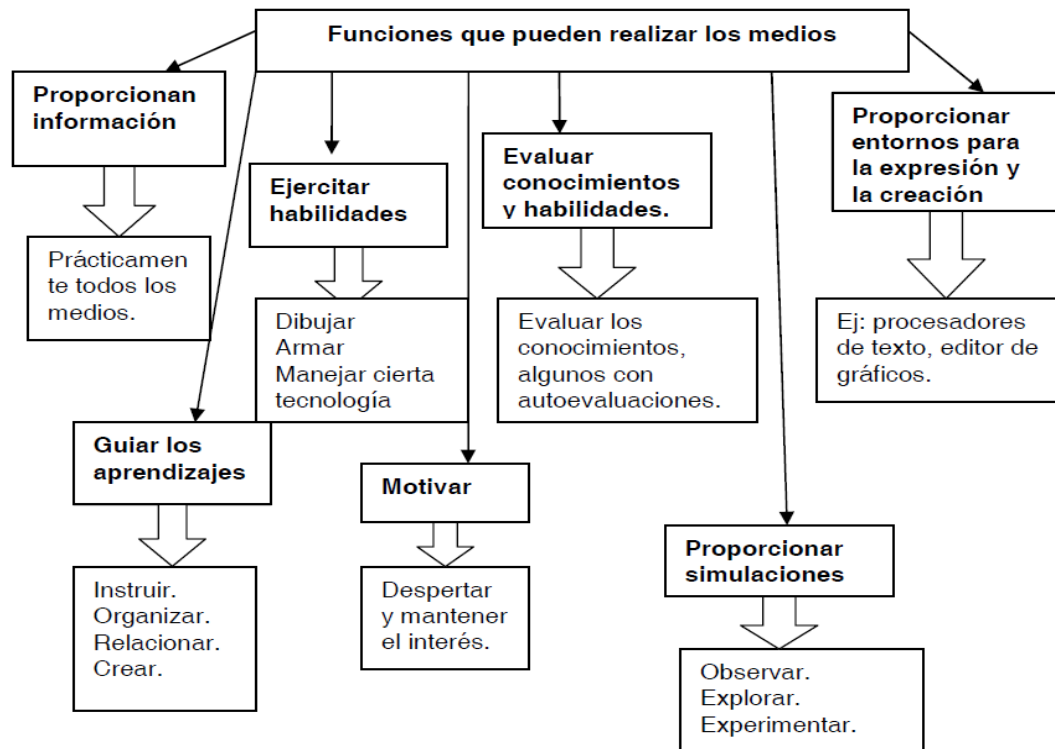 Funciones que pueden realizar los medios
Proporcionan
información
Prácticamen
te todos los
medios.
Ejercitar
habilidades
Dibujar
Armar
Manejar cierta
tecnología
Evaluar
conocimientos
y habilidades.
Evaluar los
conocimientos,
algunos con
autoevaluaciones.
Proporcionar
entornos para
la expresión y
la creación
Ej: procesadores
de texto, editor de
gráficos.
Guiar los
aprendizajes
Instruir.
Organizar.
Relacionar.
Crear.
Motivar
Despertar
y mantener
el interés.
Proporcionar
simulaciones
Observar.
Explorar.
Experimentar.